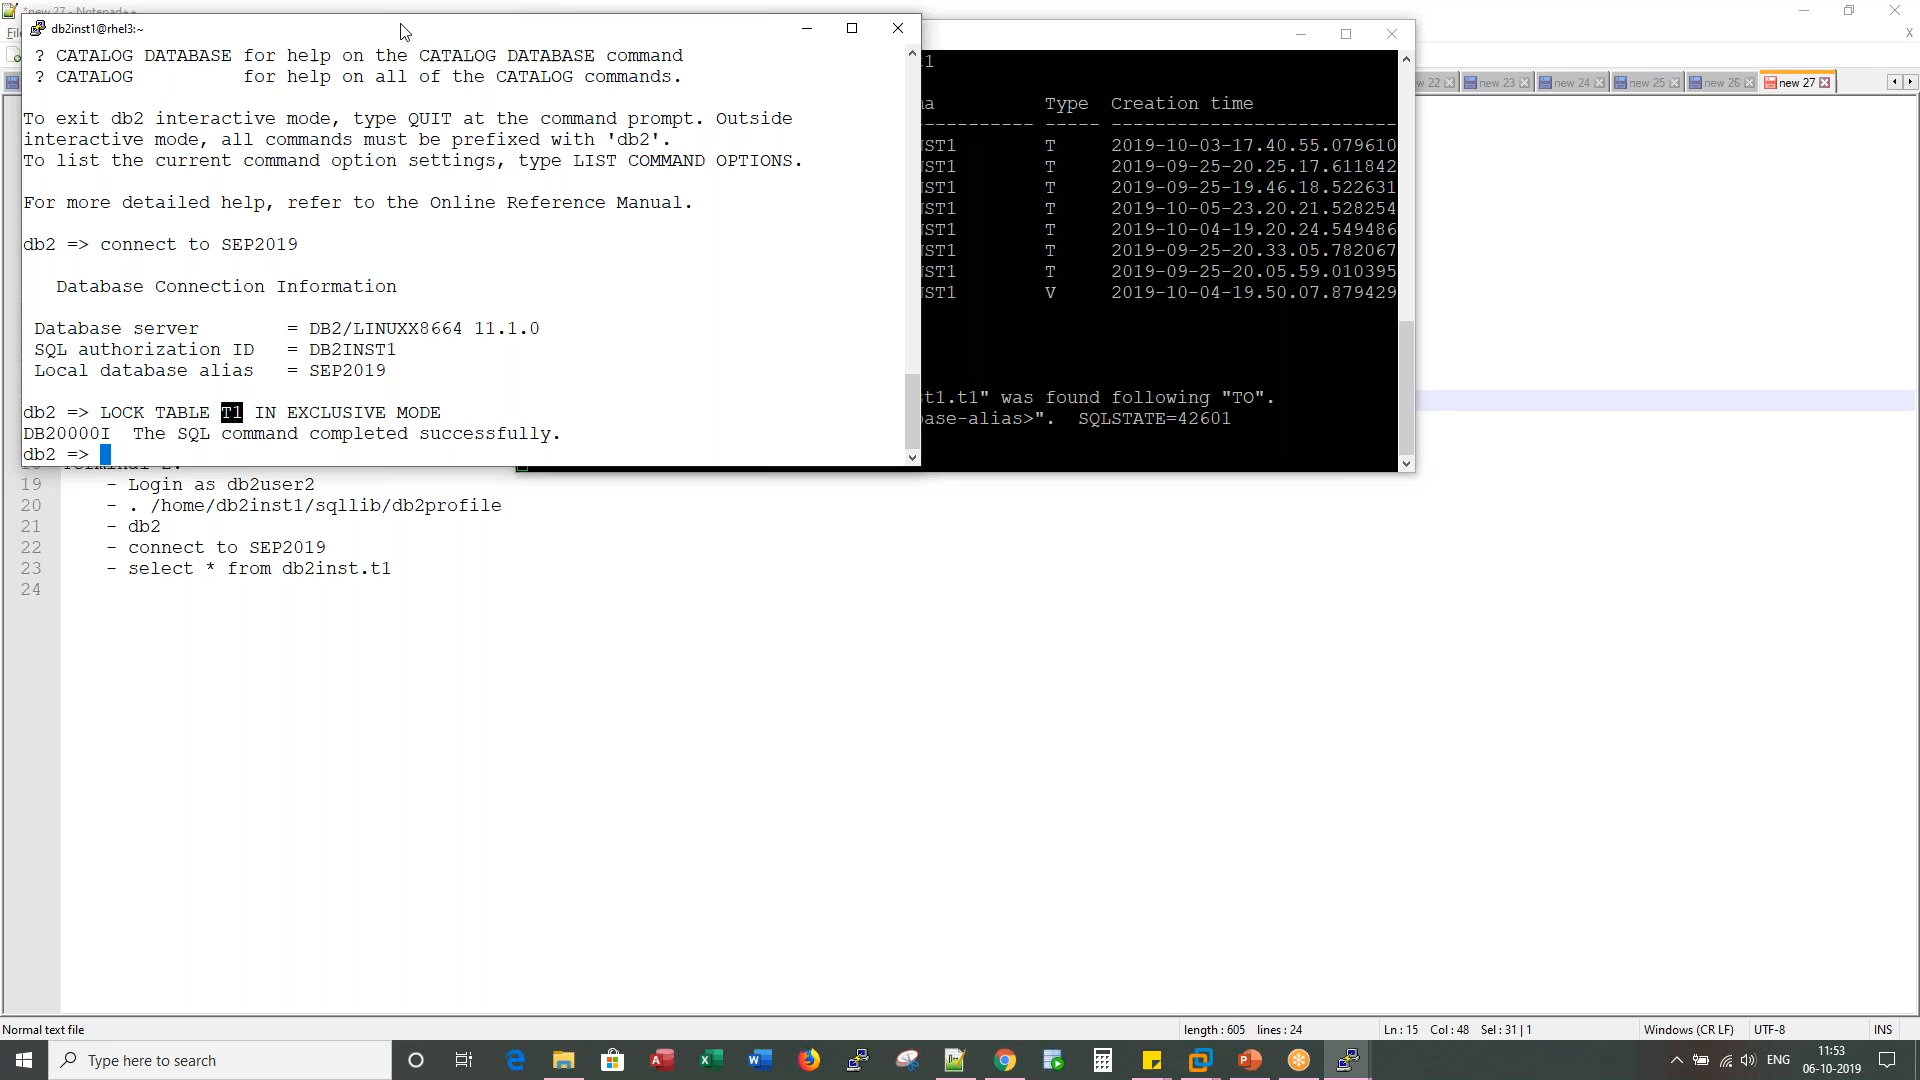 *new 27 - Notepad++
db2inst1@rhel3:~
? CATALOG DATABASE for help on the CATALOG DATABASE command
? CATALOG          for help on all of the CATALOG commands.
To exit db2 interactive mode, type QUIT at the command prompt. Outside
interactive mode, all commands must be prefixed with 'db2'.
To list the current command option settings, type LIST COMMAND OPTIONS.
For more detailed help, refer to the Online Reference Manual.
db2 => connect to SEP2019
Database Connection Information
Database server        = DB2/LINUXX8664 11.1.0
SQL authorization ID   = DB2INST1
Local database alias   = SEP2019
db2 => LOCK TABLE T1 IN EXCLUSIVE MODE
DB20000I  The SQL command completed successfully.
db2 =>
1
a          Type  Creation time
---------- ----- --------------------------
ST1        T     2019-10-03-17.40.55.079610
ST1        T     2019-09-25-20.25.17.611842
ST1        T     2019-09-25-19.46.18.522631
ST1        T     2019-10-05-23.20.21.528254
ST1        T     2019-10-04-19.20.24.549486
ST1        T     2019-09-25-20.33.05.782067
ST1        T     2019-09-25-20.05.59.010395
ST1        V     2019-10-04-19.50.07.879429
st1.t1" was found following "TO".
ase-alias>".  SQLSTATE=42601
w 22
new 23
new 24
new 25
new 26
new 27
X
19 - Login as db2user2
20 - . /home/db2inst1/sqllib/db2profile
21 - db2
22 - connect to SEP2019
23 - select * from db2inst.t1
24
Normal text file
length : 605 lines : 24
Ln : 15 Col : 48 Sel : 31 | 1
Windows (CR LF)
UTF-8
INS
Type here to search
ENG
11:53
06-10-2019